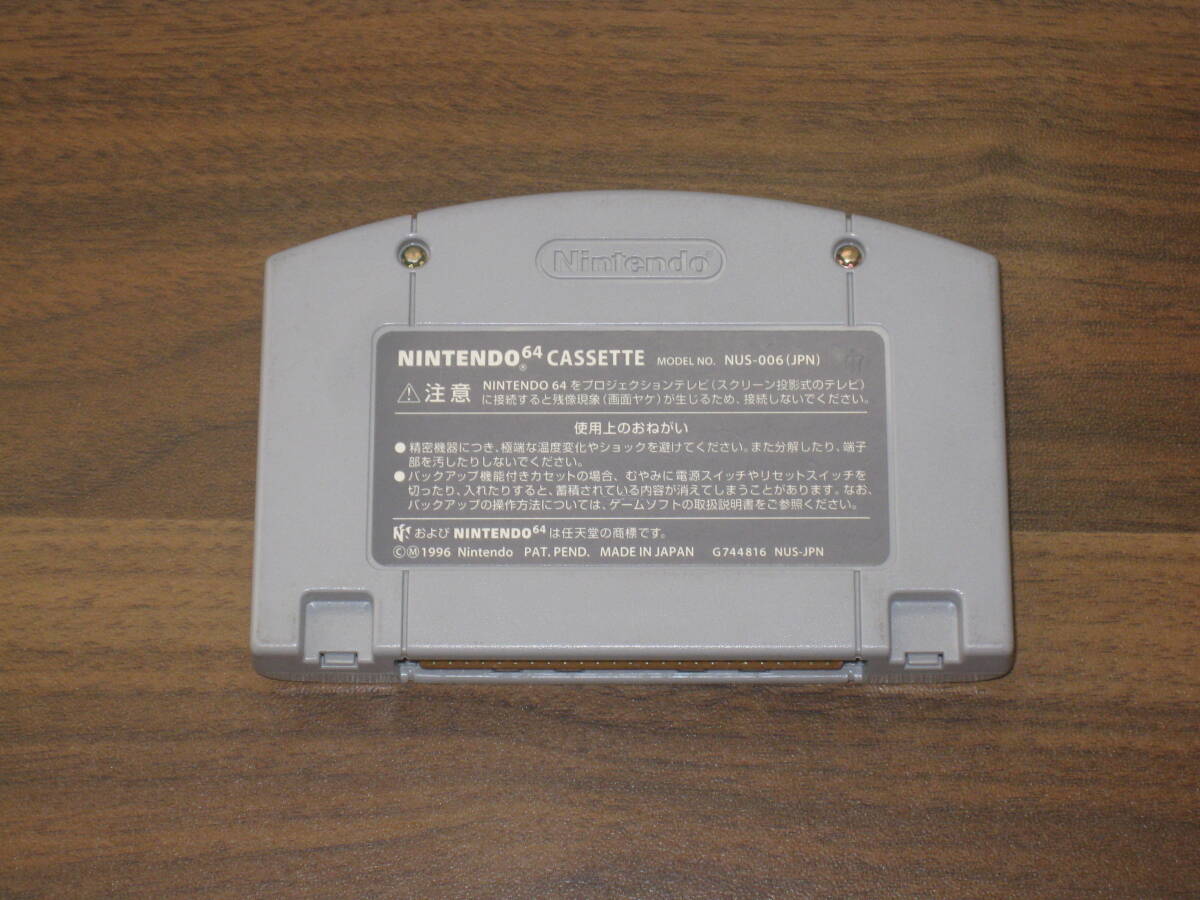 Nintendo®
NINTENDO®64 CASSETTE MODEL NO. NUS-006(JPN)
⚠注意 NINTENDO 64をプロジェクションテレビ(スクリーン投影式のテレビ)
に接続すると残像現象(画面ヤケ)が生じるため、接続しないでください。
使用上のおねがい
●精密機器につき、極端な温度変化やショックを避けてください。また分解したり、端子
部を汚したりしないでください。
●バックアップ機能付きカセットの場合、むやみに電源スイッチやリセットスイッチを
切ったり、入れたりすると、蓄積されている内容が消えてしまうことがあります。なお、
バックアップの操作方法については、ゲームソフトの取扱説明書をご参照ください。
および NINTENDO64は任天堂の商標です。
©Ⓜ1996 Nintendo PAT. PEND. MADE IN JAPAN G744816 NUS-JPN